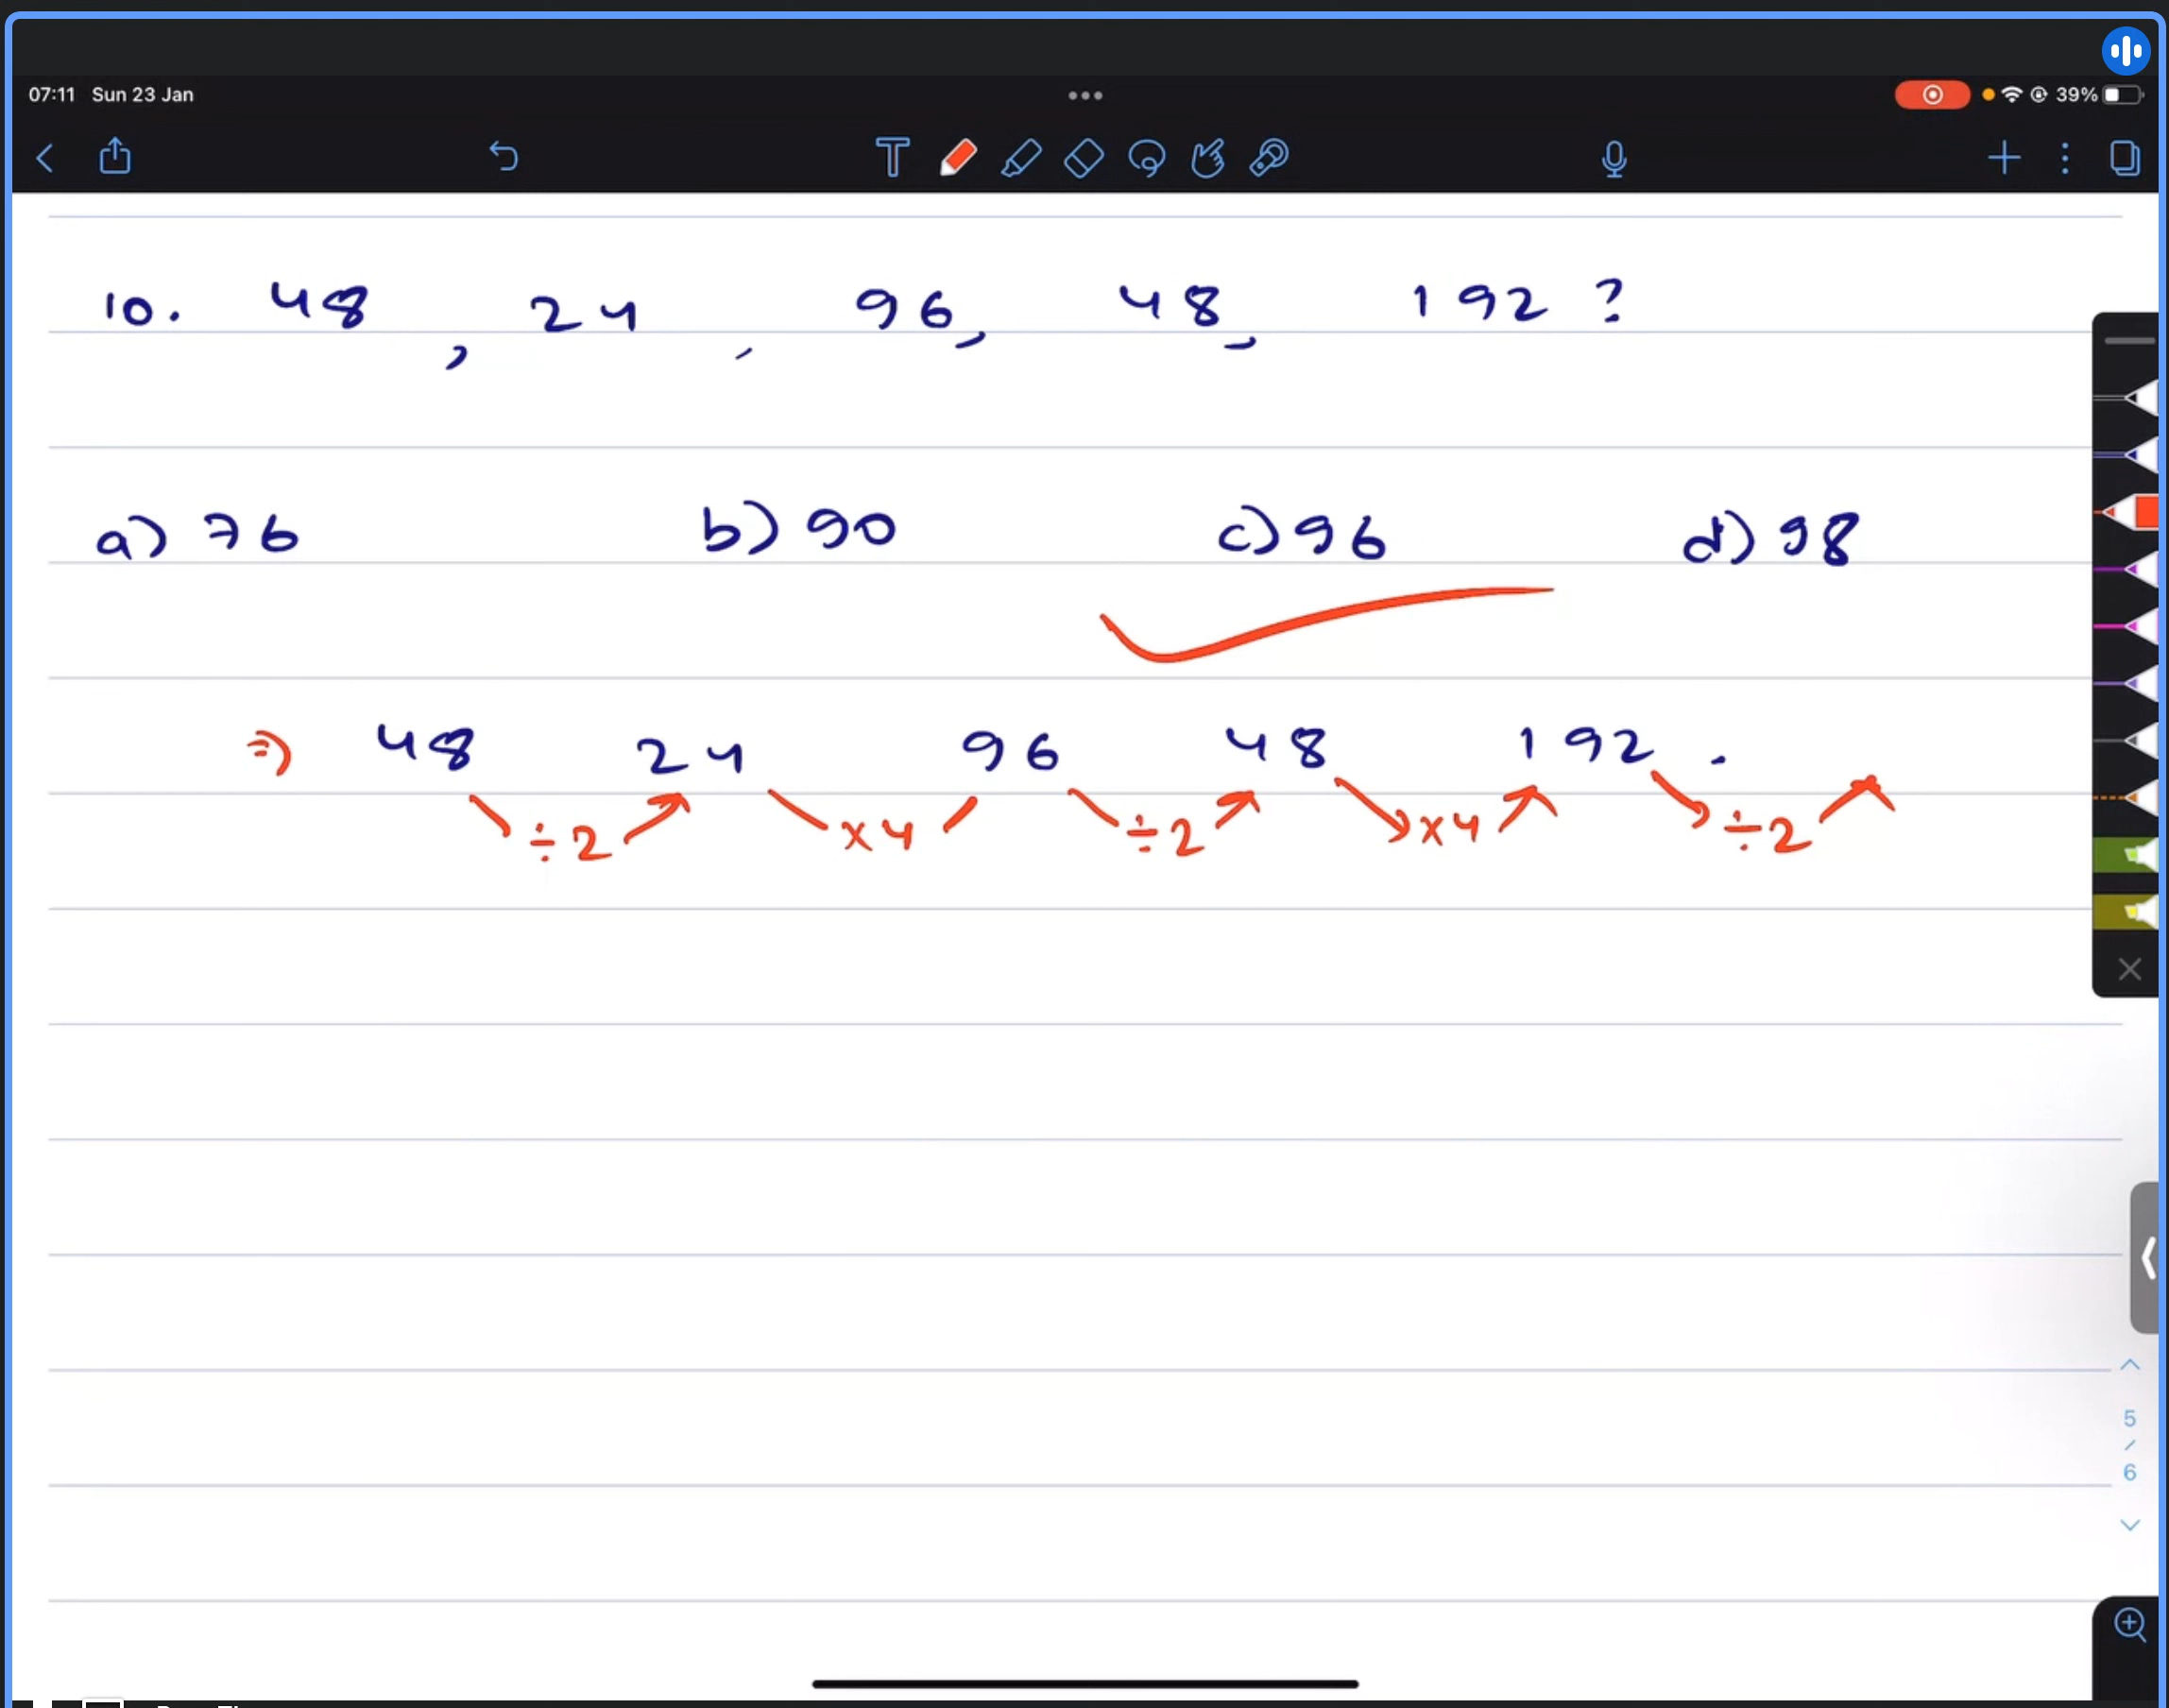 07:11 Sun 23 Jan 39%
10. 48, 24, 96, 48, 192 ?
a) 76 b) 90 c) 96 d) 98
⇒) 48 24 96 48 192 .
÷2 ×4 ÷2 ×4 ÷2
5
/
6